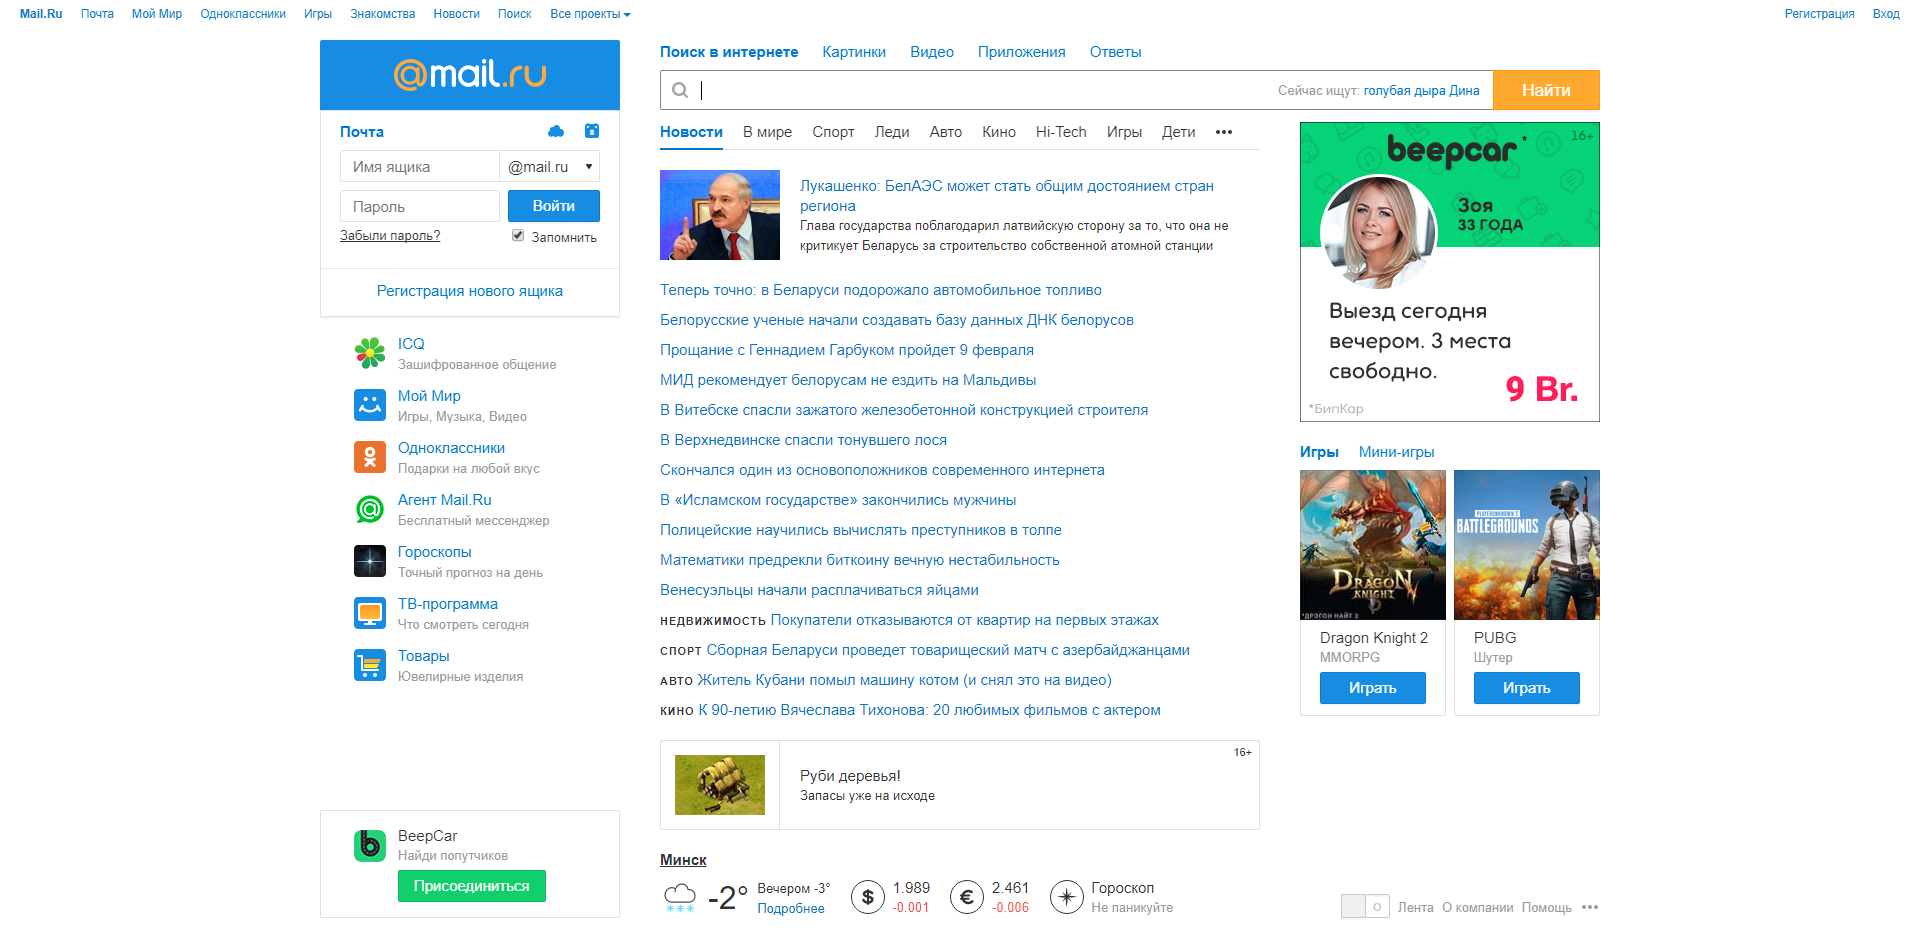 Mail.Ru Почта Мой Мир Одноклассники Игры Знакомства Новости Поиск Все проекты
Регистрация Вход
@mail.ru
Почта
Имя ящика
@mail.ru
Пароль
Войти
Забыли пароль?
Запомнить
Регистрация нового ящика
ICQ
Зашифрованное общение
Мой Мир
Игры, Музыка, Видео
Одноклассники
Подарки на любой вкус
Агент Mail.Ru
Бесплатный мессенджер
Гороскопы
Точный прогноз на день
ТВ-программа
Что смотреть сегодня
Товары
Ювелирные изделия
BeepCar
Найди попутчиков
Присоединиться
Поиск в интернете Картинки Видео Приложения Ответы
Сейчас ищут: голубая дыра Дина
Найти
Новости В мире Спорт Леди Авто Кино Hi-Tech Игры Дети •••
Лукашенко: БелАЭС может стать общим достоянием стран
региона
Глава государства поблагодарил латвийскую сторону за то, что она не
критикует Беларусь за строительство собственной атомной станции
Теперь точно: в Беларуси подорожало автомобильное топливо
Белорусские ученые начали создавать базу данных ДНК белорусов
Прощание с Геннадием Гарбуком пройдет 9 февраля
МИД рекомендует белорусам не ездить на Мальдивы
В Витебске спасли зажатого железобетонной конструкцией строителя
В Верхнедвинске спасли тонувшего лося
Скончался один из основоположников современного интернета
В «Исламском государстве» закончились мужчины
Полицейские научились вычислять преступников в толпе
Математики предрекли биткоину вечную нестабильность
Венесуэльцы начали расплачиваться яйцами
НЕДВИЖИМОСТЬ Покупатели отказываются от квартир на первых этажах
СПОРТ Сборная Беларуси проведет товарищеский матч с азербайджанцами
АВТО Житель Кубани помыл машину котом (и снял это на видео)
КИНО К 90-летию Вячеслава Тихонова: 20 любимых фильмов с актером
16+
Руби деревья!
Запасы уже на исходе
Минск
-2°
Вечером -3°
Подробнее
$
1.989
-0.001
€
2.461
-0.006
Гороскоп
Не паникуйте
16+
beepcar*
Зоя
33 ГОДА
Выезд сегодня
вечером. 3 места
свободно.
9 Br.
*БипКар
Игры Мини-игры
DRAGON
KNIGHT
*ДРЭГОН НАЙТ 2
Dragon Knight 2
MMORPG
Играть
PLAYERUNKNOWN'S
BATTLEGROUNDS
PUBG
Шутер
Играть
Лента О компании Помощь •••